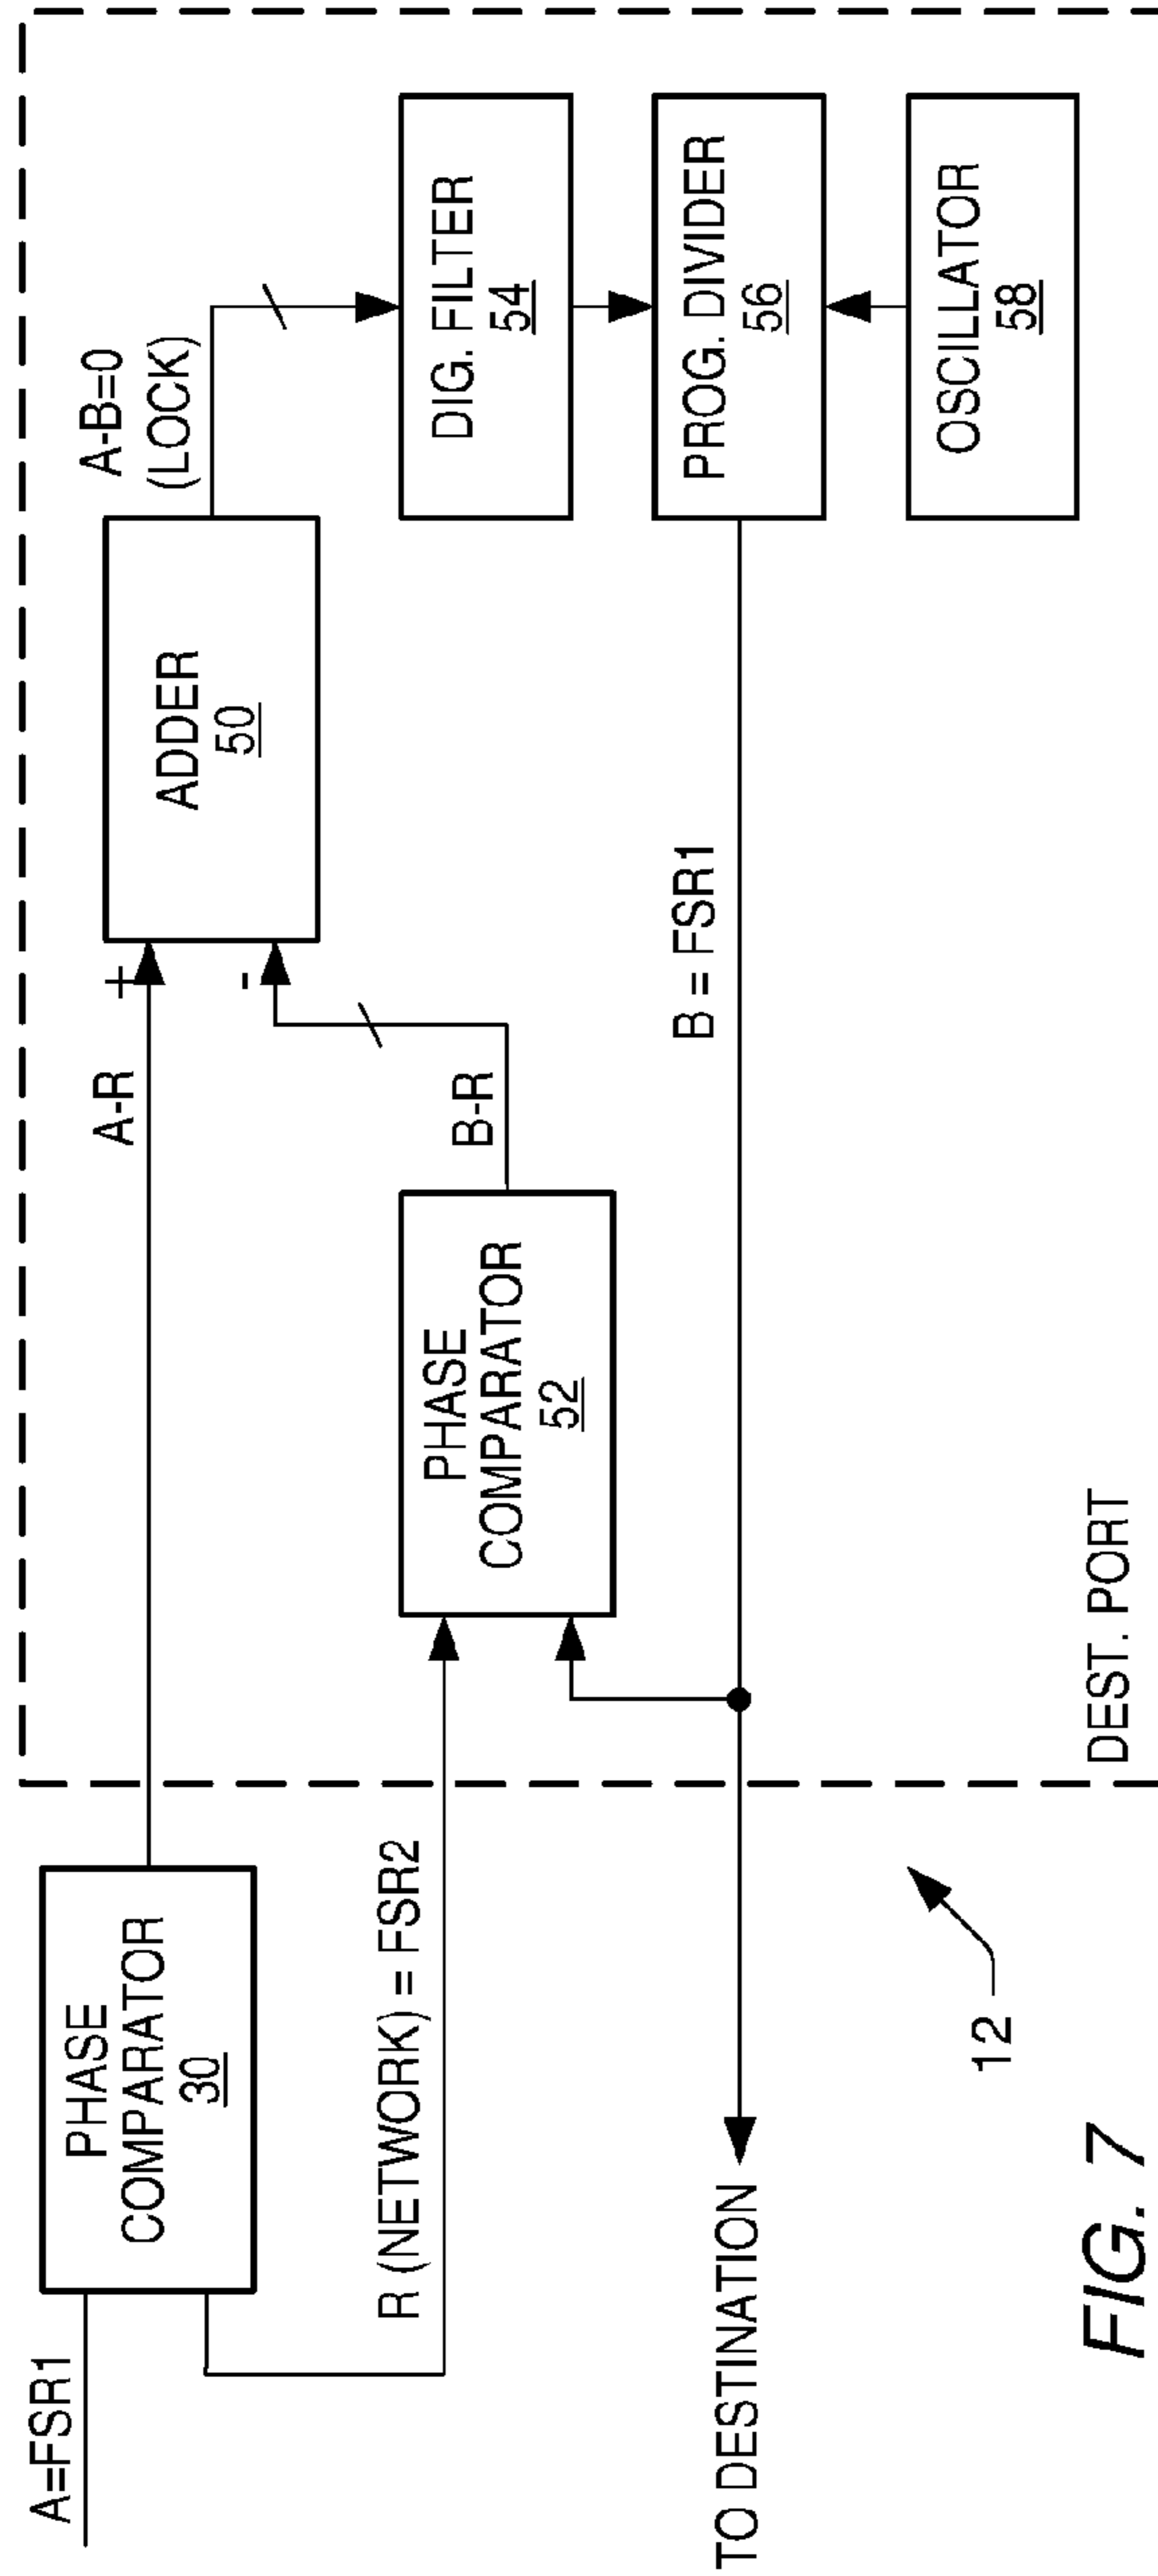 A=FSR1
PHASE
COMPARATOR
30
A-R
+
-
ADDER
50
A-B=0
(LOCK)
R (NETWORK) = FSR2
PHASE
COMPARATOR
52
B-R
DIG. FILTER
54
TO DESTINATION
B = FSR1
PROG. DIVIDER
56
OSCILLATOR
58
12
DEST. PORT
FIG. 7